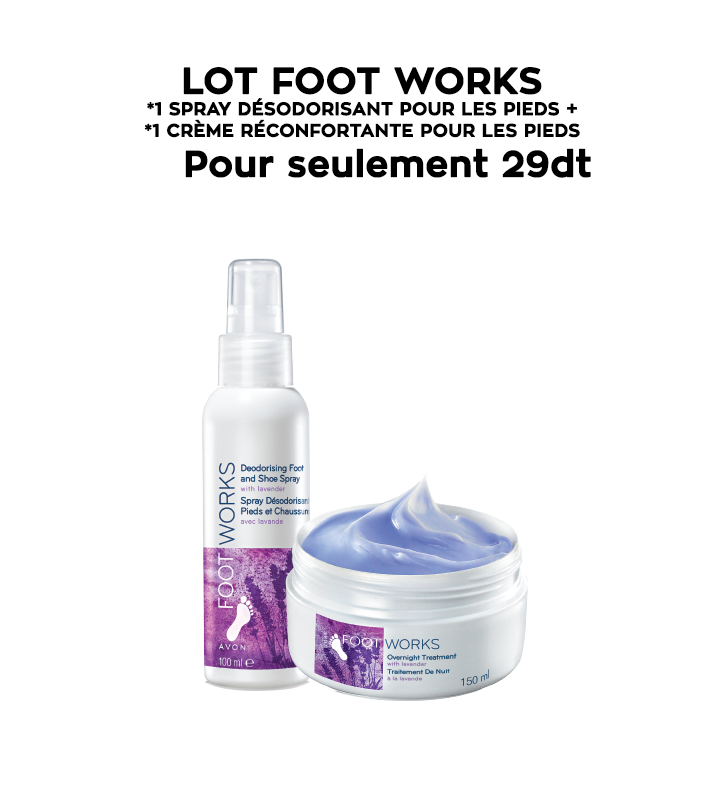 LOT FOOT WORKS
*1 SPRAY DÉSODORISANT POUR LES PIEDS +
*1 CRÈME RÉCONFORTANTE POUR LES PIEDS
Pour seulement 29dt
FOOT WORKS
Deodorising Foot
and Shoe Spray
with lavender
Spray Désodorisant
Pieds et Chaussur
avec lavande
AVON
100 ml e
FOOT WORKS
Overnight Treatment
with lavender
Traitement De Nuit
à la lavande
150 ml